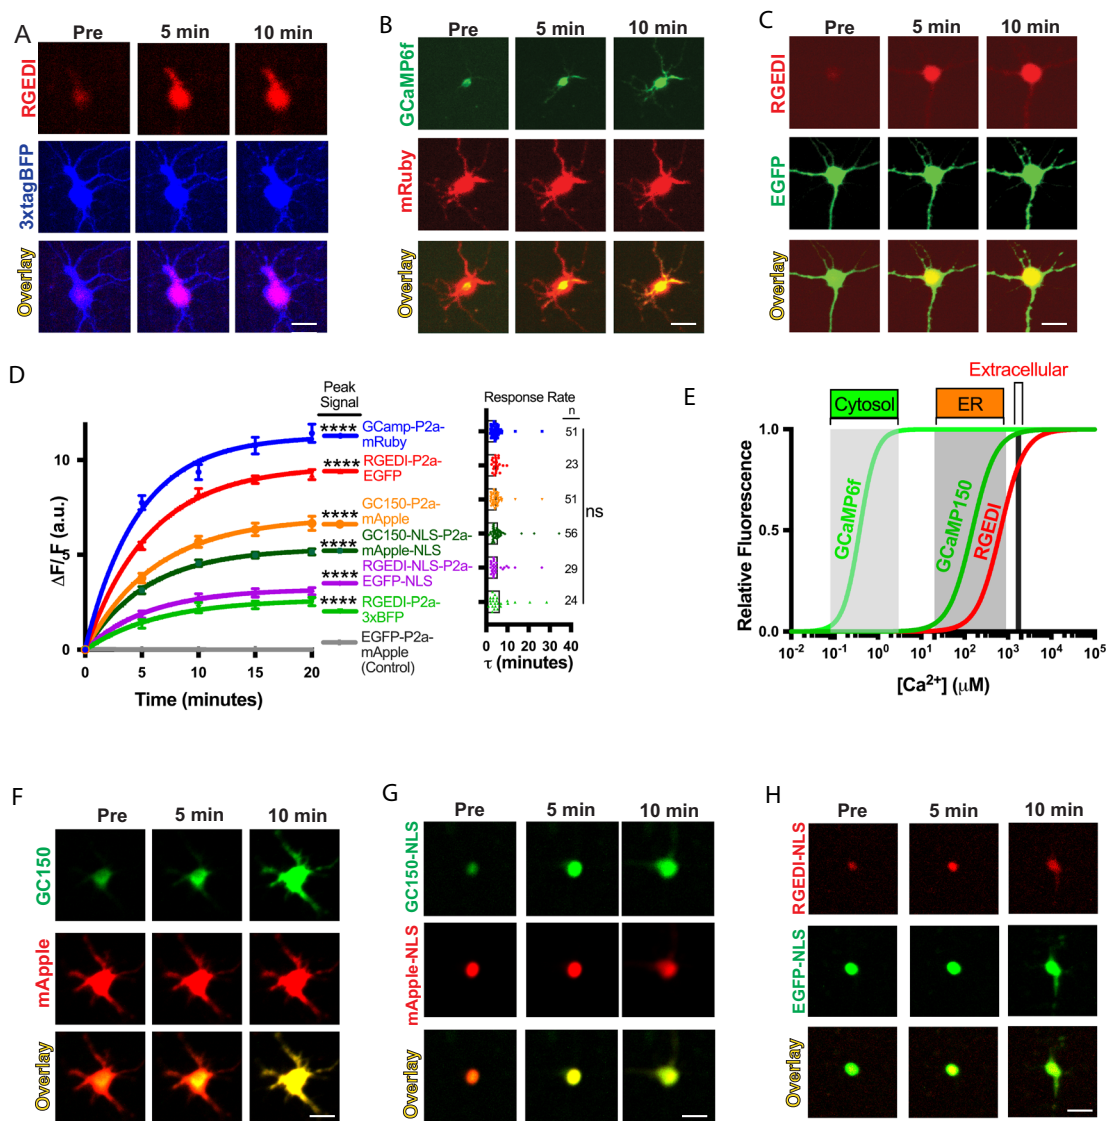 A
Pre
5 min
10 min
RGEDI
3xtagBFP
Overlay
B
Pre
5 min
10 min
GCaMP6f
mRuby
Overlay
C
Pre
5 min
10 min
RGEDI
EGFP
Overlay
D
ΔF/F (a.u.)
10
5
0
0
5
10
15
20
Time (minutes)
Peak
Signal
****
GCamp-P2a-
mRuby
****
RGEDI-P2a-
EGFP
****
GC150-P2a-
mApple
****
GC150-NLS-P2a-
mApple-NLS
****
RGEDI-NLS-P2a-
EGFP-NLS
****
RGEDI-P2a-
3xBFP
EGFP-P2a-
mApple
(Control)
Response Rate
n
51
23
51
56
29
24
ns
0 10 20 30 40
τ (minutes)
E
Extracellular
Cytosol
ER
Relative Fluorescence
1.0
0.5
0.0
GCaMP6f
GCaMP150
RGEDI
10-2 10-1 100 101 102 103 104 105
[Ca2+] (μM)
F
Pre
5 min
10 min
GC150
mApple
Overlay
G
Pre
5 min
10 min
GC150-NLS
mApple-NLS
Overlay
H
Pre
5 min
10 min
RGEDI-NLS
EGFP-NLS
Overlay